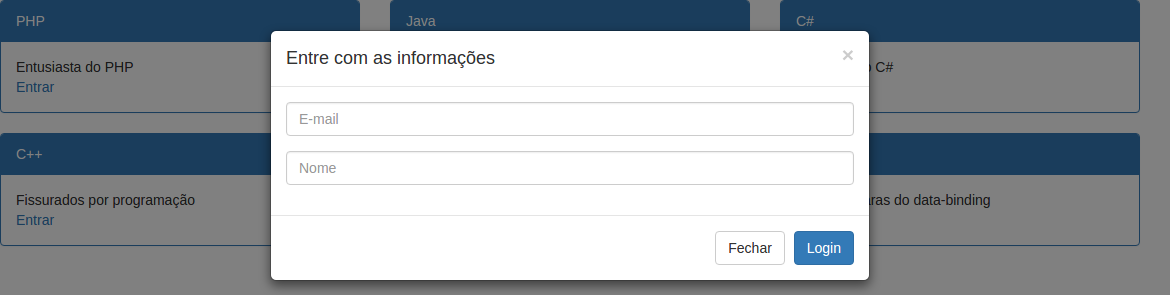 PHP
Java
C#
Entre com as informações
×
Entusiasta do PHP
C#
Entrar
E-mail
Nome
C++
Fissurados por programação
do data-binding
Entrar
Fechar
Login